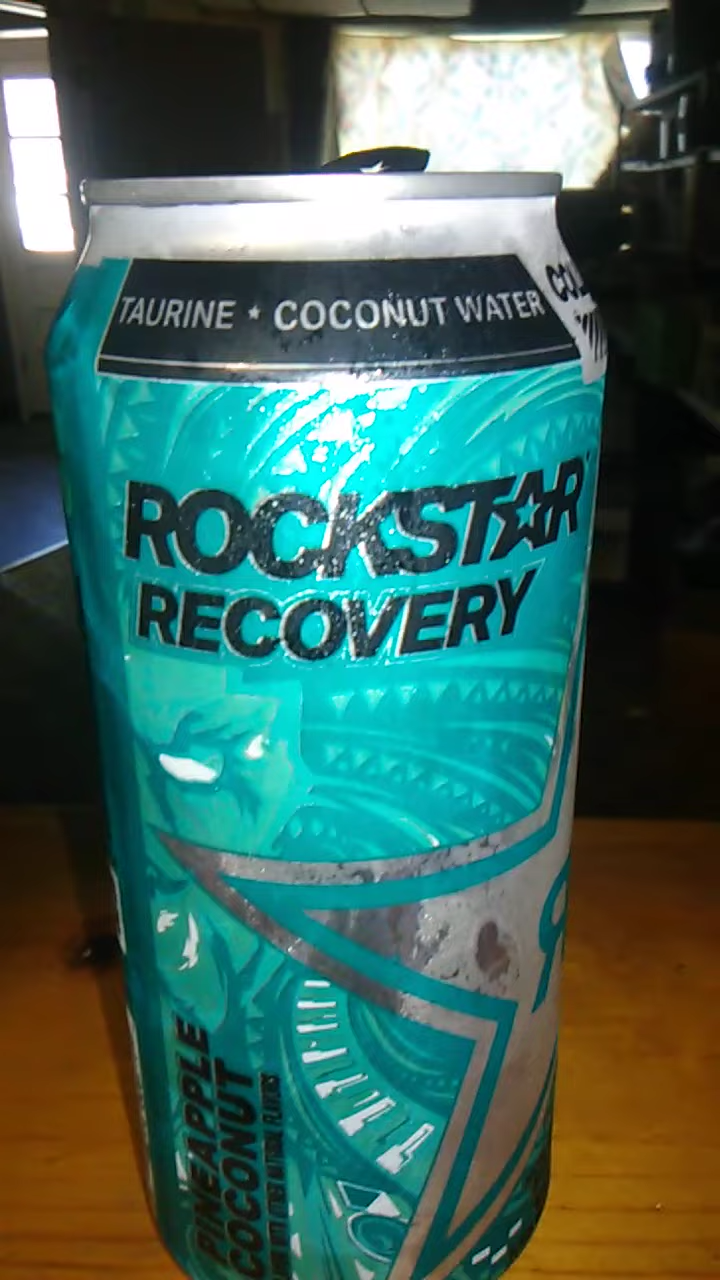 TAURINE ★ COCONUT WATER
ROCKSTAR
RECOVERY
PINEAPPLE
COCONUT